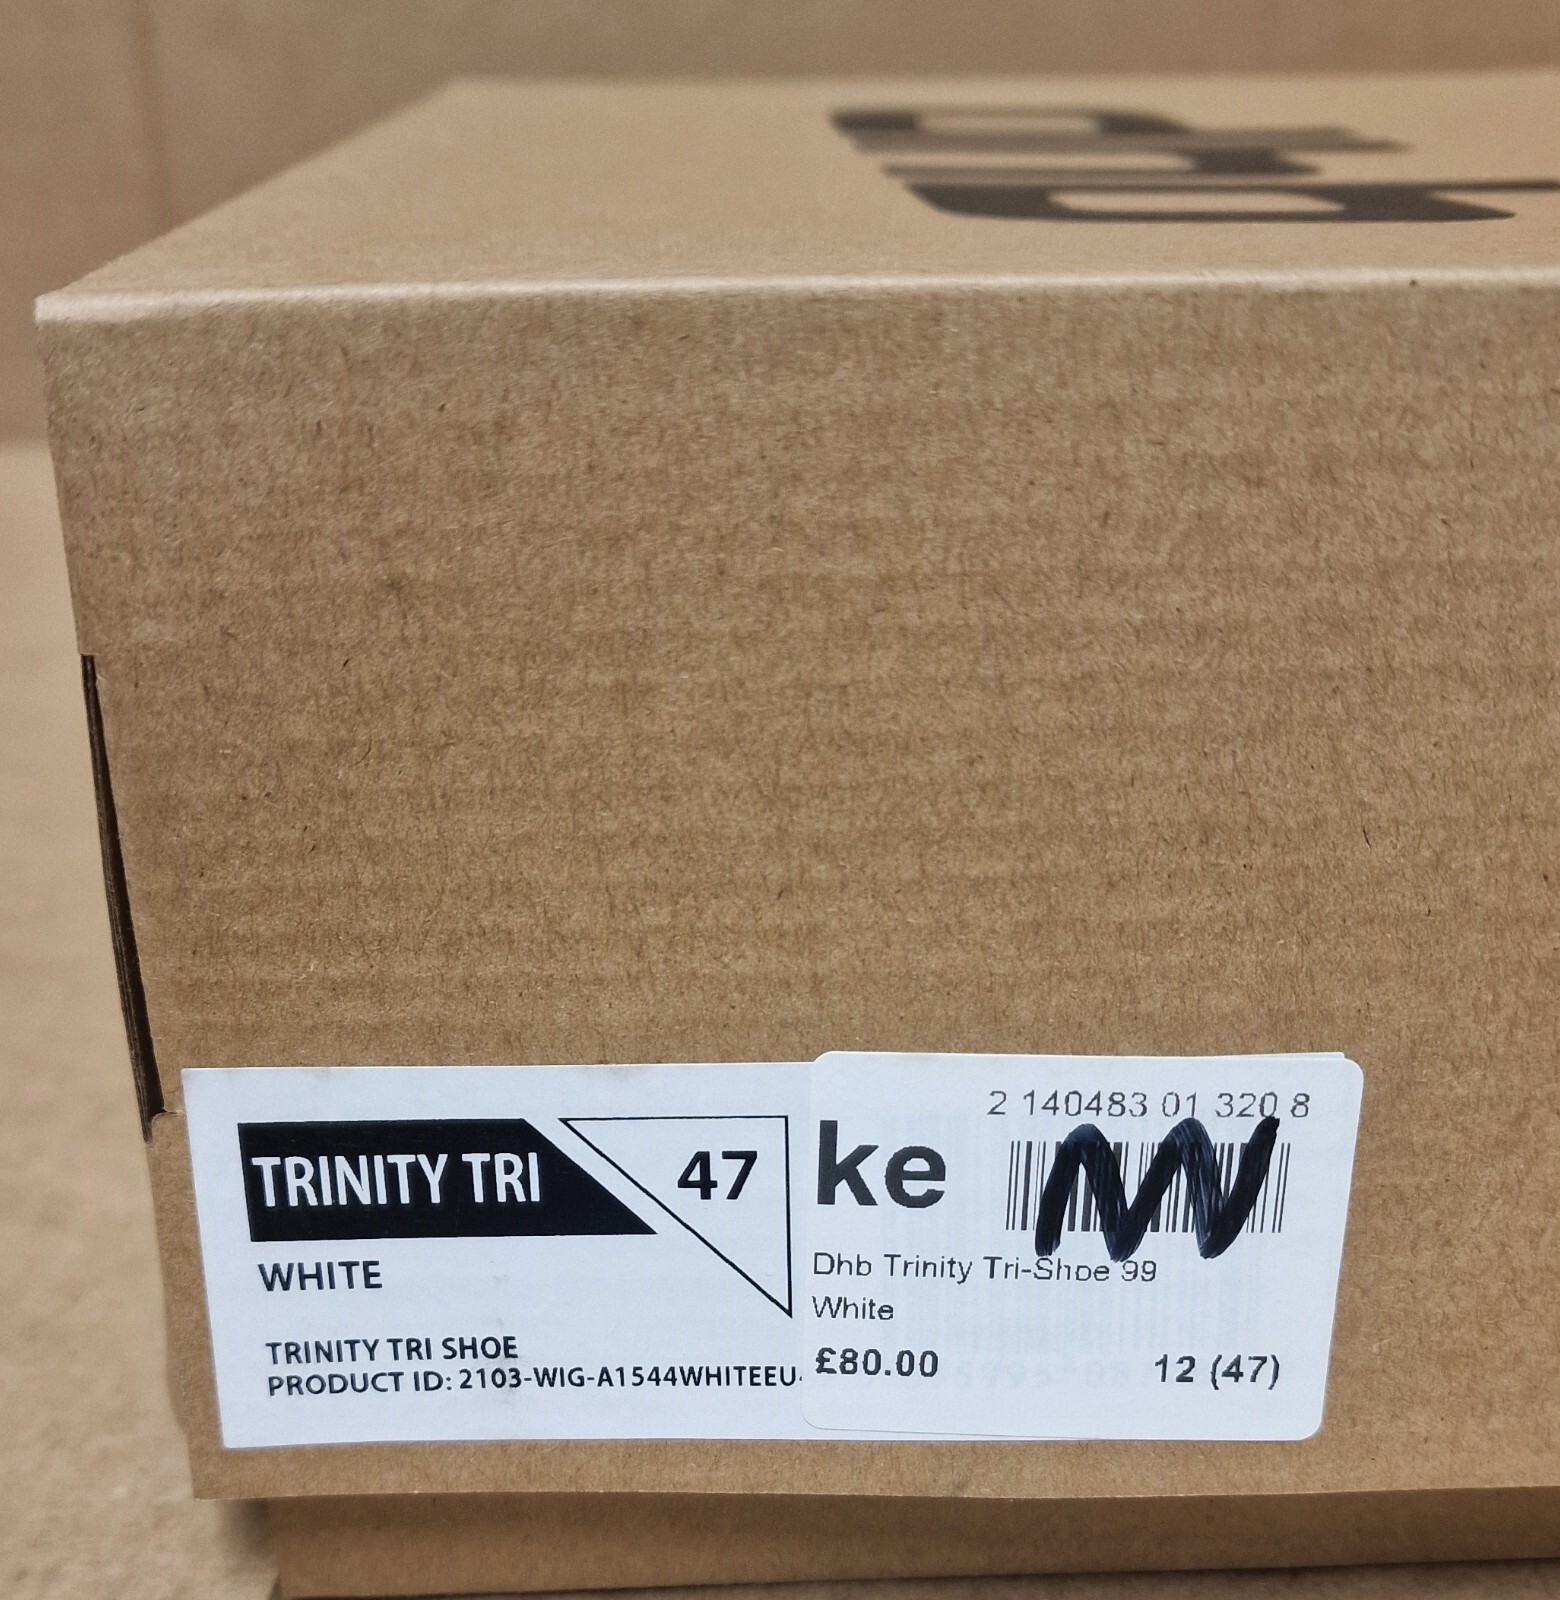 dhb
TRINITY TRI
47
WHITE
TRINITY TRI SHOE
PRODUCT ID: 2103-WIG-A1544WHITEEU
ke
2 140483 01 320 8
Dhb Trinity Tri-Shoe 99
White
£80.00
12 (47)